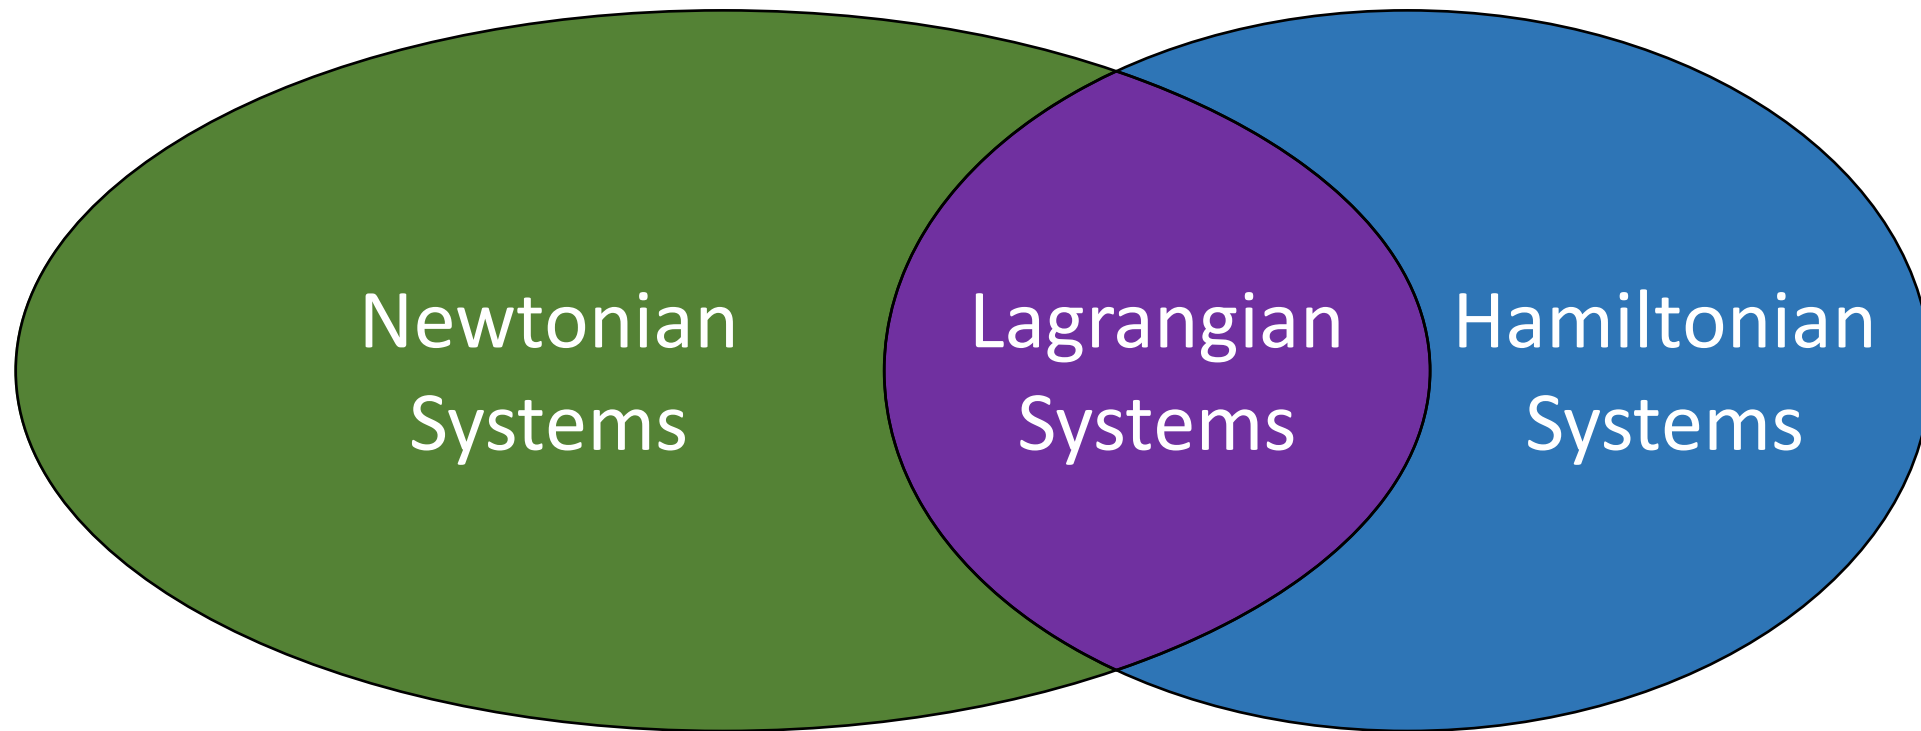 Newtonian
Systems
Lagrangian
Systems
Hamiltonian
Systems